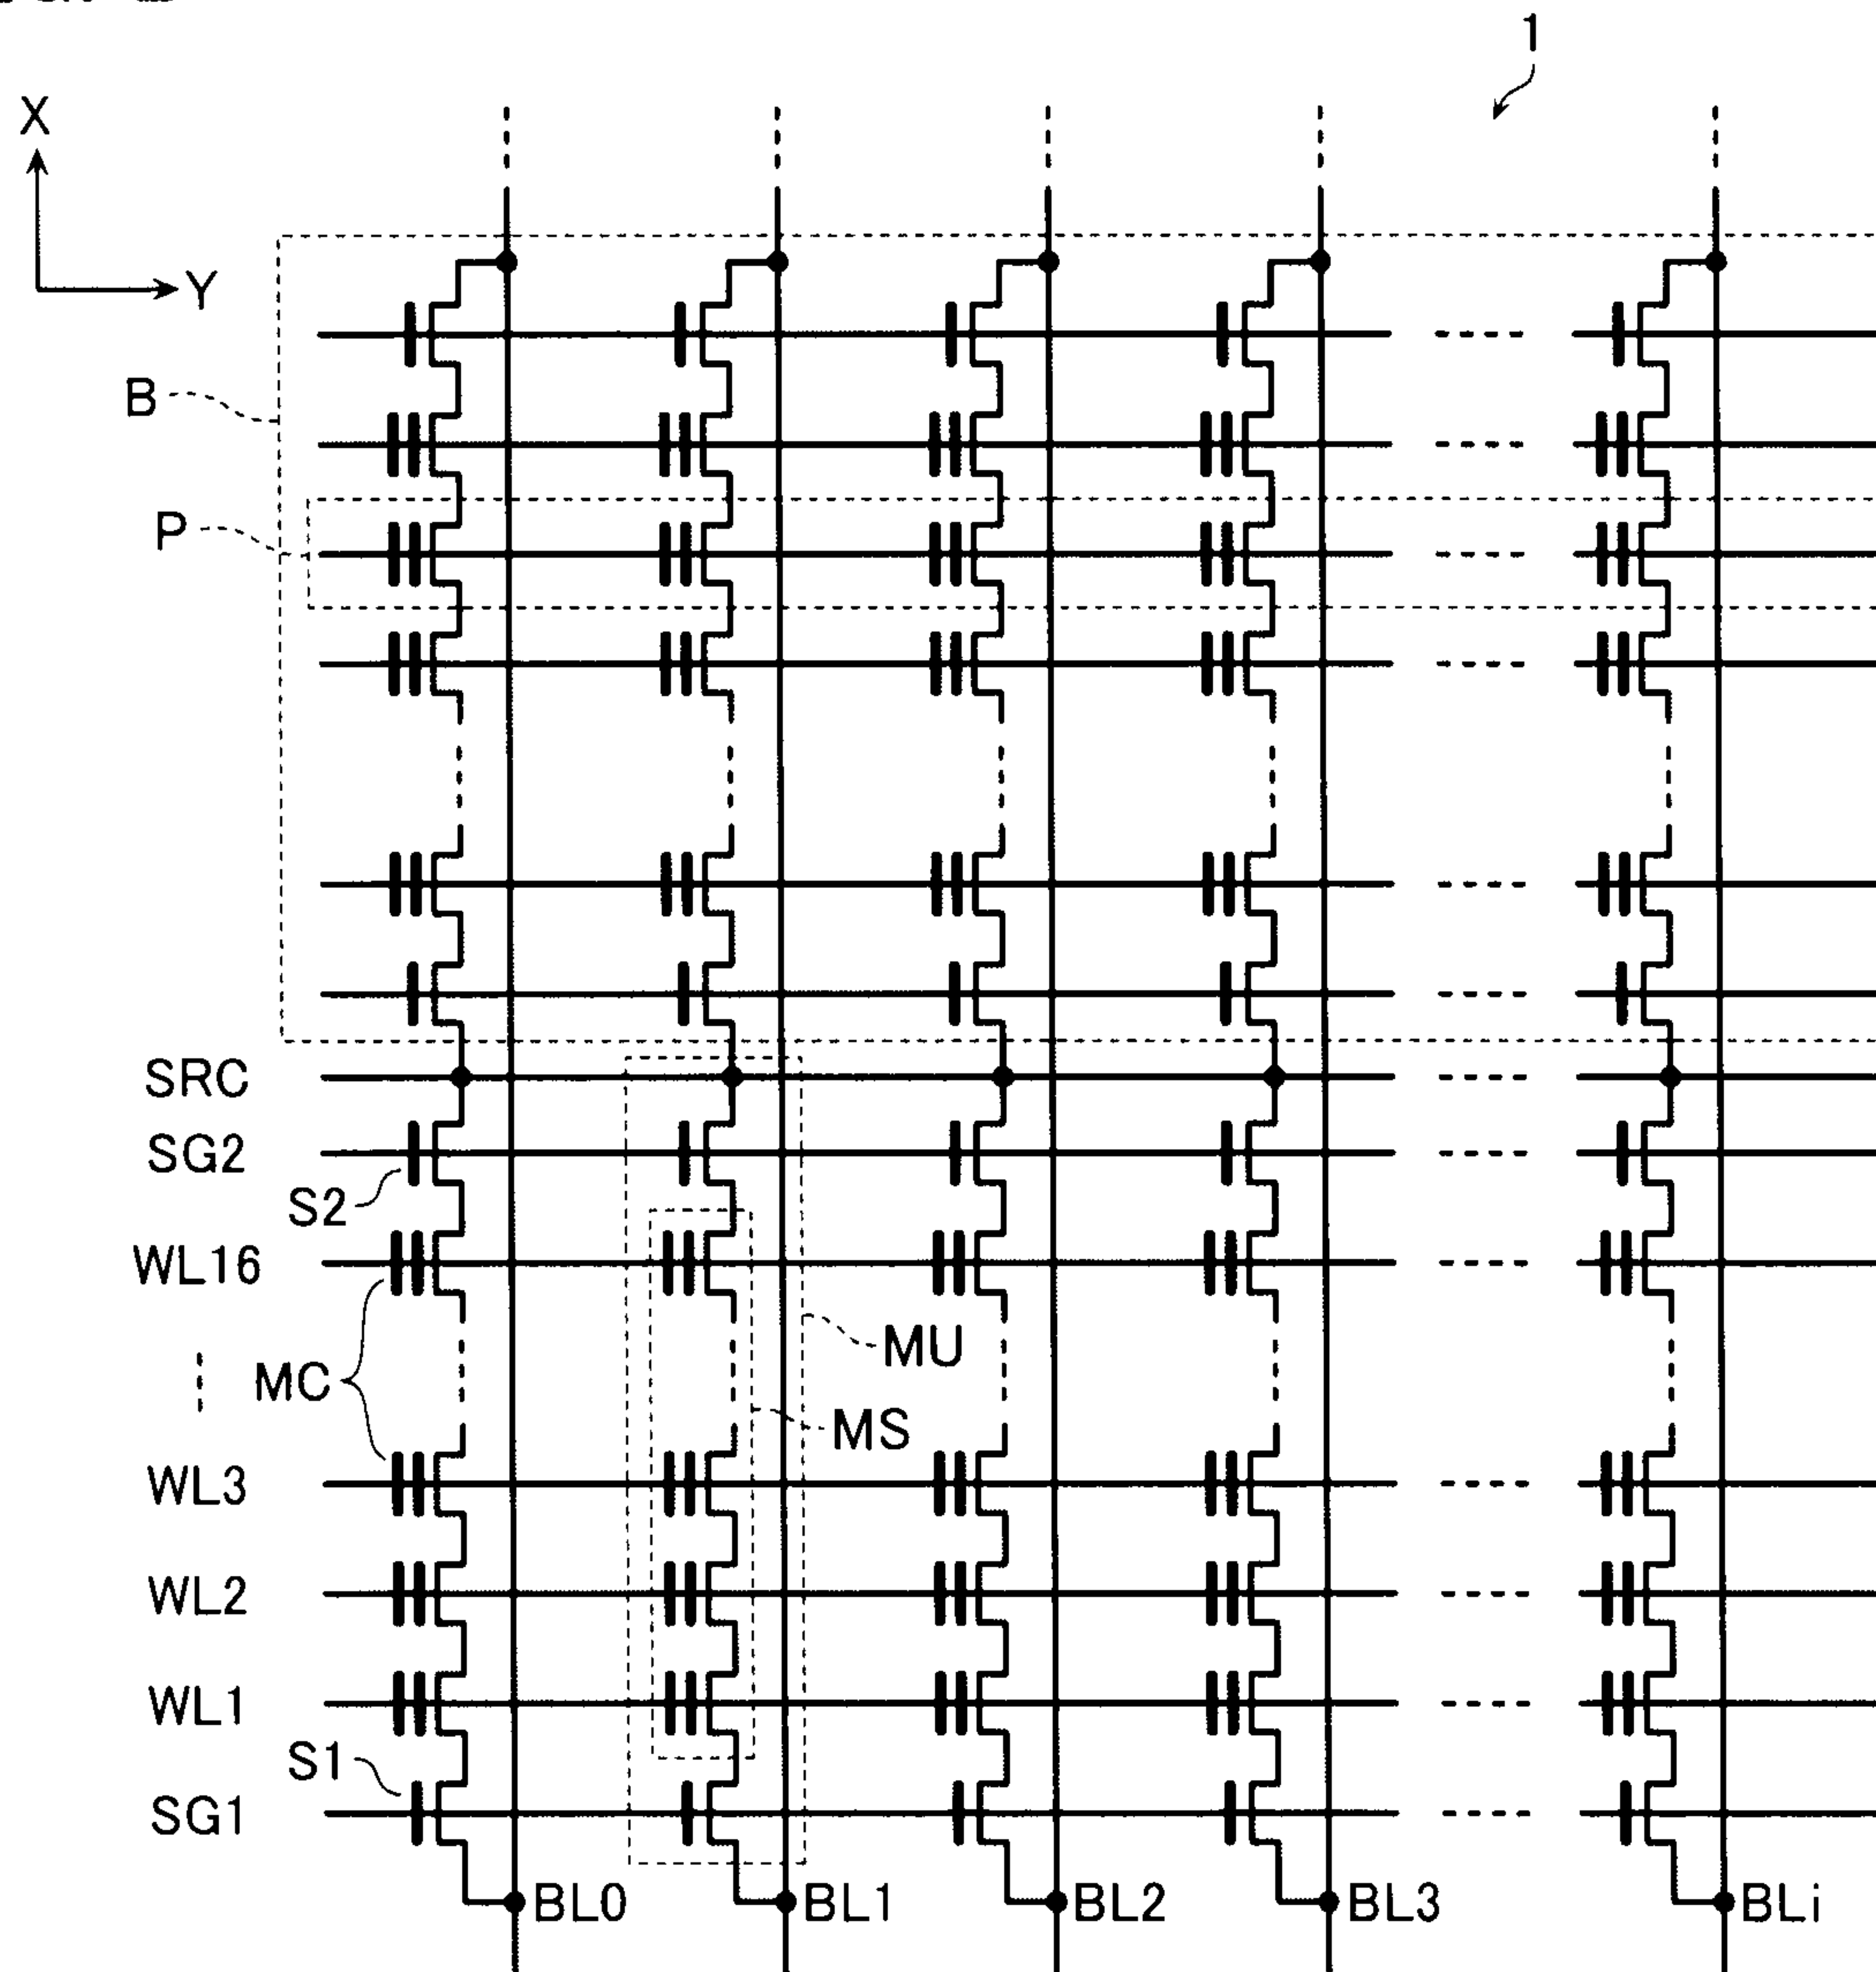 1
X
Y
B
P
SRC
SG2
S2
WL16
MU
MC
MS
WL3
WL2
WL1
S1
SG1
BL0 BL1 BL2 BL3 BLi